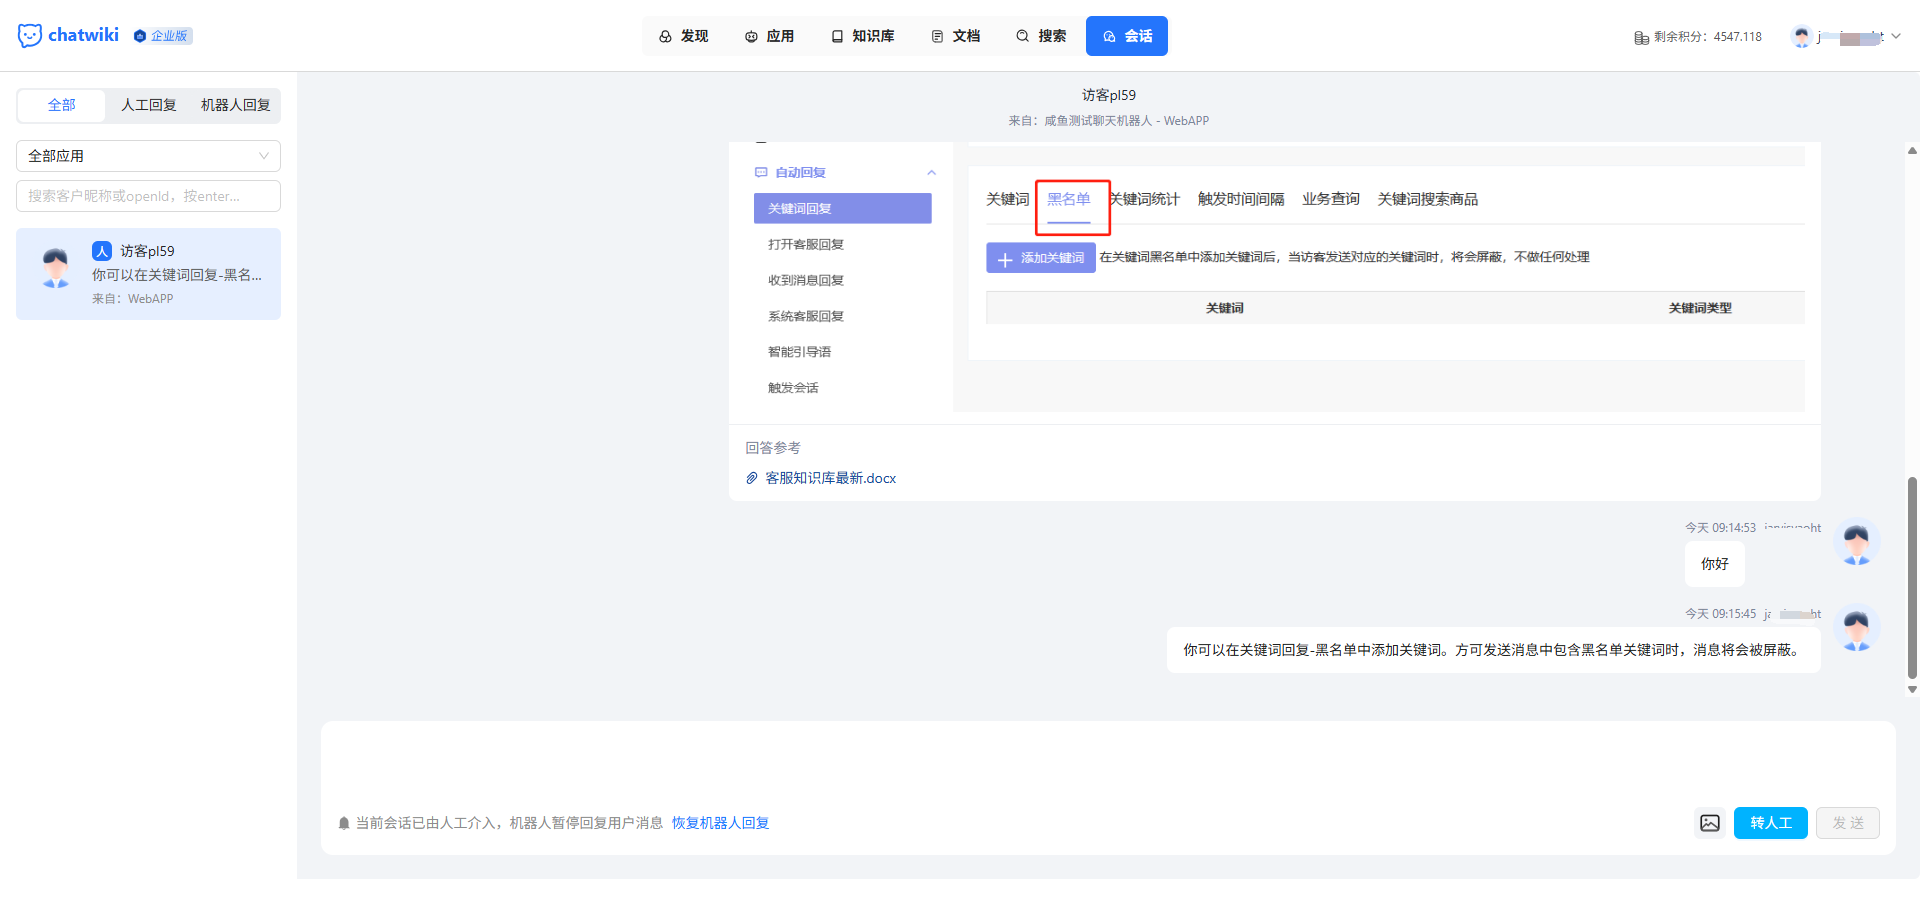 chatwiki 企业版 发现 应用 知识库 文档 搜索 会话 剩余积分：4547.118
全部 人工回复 机器人回复
全部应用
搜索客户昵称或openId，按enter...
人 访客pl59
你可以在关键词回复-黑名...
来自：WebAPP
访客pl59
来自：咸鱼测试聊天机器人 - WebAPP
自动回复
关键词回复
打开客服回复
收到消息回复
系统客服回复
智能引导语
触发会话
关键词 黑名单 关键词统计 触发时间间隔 业务查询 关键词搜索商品
添加关键词 在关键词黑名单中添加关键词后，当访客发送对应的关键词时，将会屏蔽，不做任何处理
关键词 关键词类型
回答参考
客服知识库最新.docx
今天 09:14:53
你好
今天 09:15:45
你可以在关键词回复-黑名单中添加关键词。方可发送消息中包含黑名单关键词时，消息将会被屏蔽。
当前会话已由人工介入，机器人暂停回复用户消息 恢复机器人回复
转人工 发 送